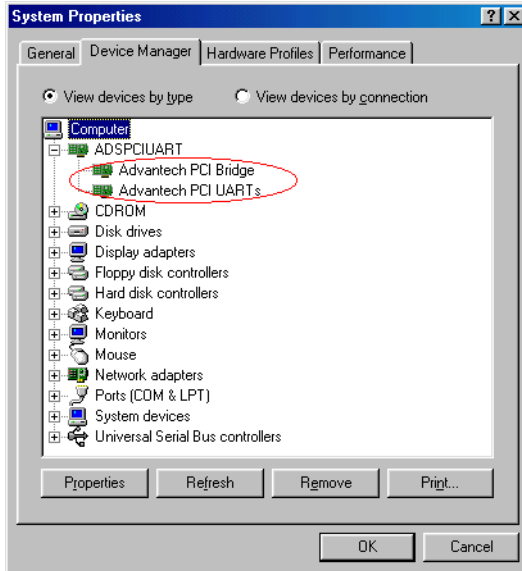 System Properties
General Device Manager Hardware Profiles Performance
View devices by type View devices by connection
Computer
ADSPCIUART
Advantech PCI Bridge
Advantech PCI UARTs
CDROM
Disk drives
Display adapters
Floppy disk controllers
Hard disk controllers
Keyboard
Monitors
Mouse
Network adapters
Ports (COM & LPT)
System devices
Universal Serial Bus controllers
Properties Refresh Remove Print...
OK Cancel